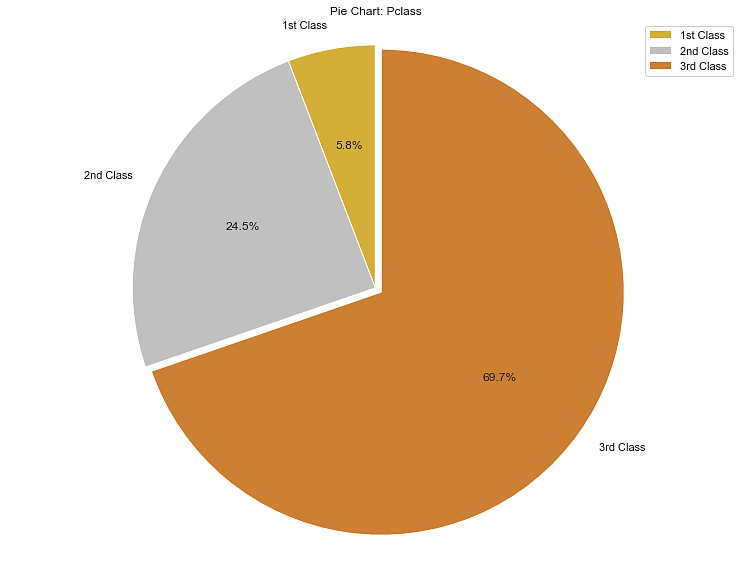 Pie Chart: Pclass
1st Class
1st Class
2nd Class
3rd Class
5.8%
2nd Class
24.5%
69.7%
3rd Class